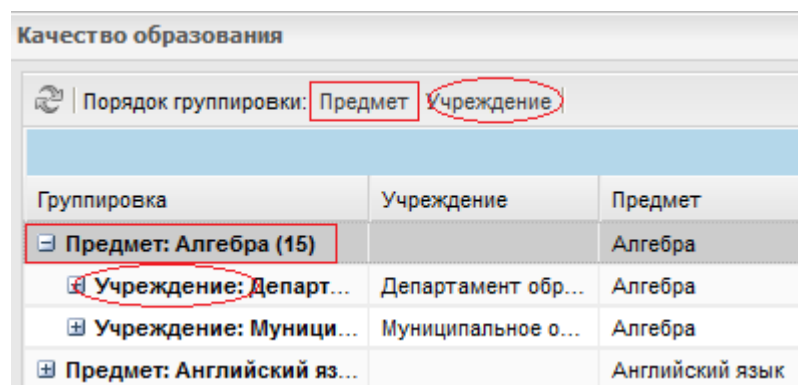 Качество образования
Порядок группировки: Предмет Учреждение
Группировка Учреждение Предмет
Предмет: Алгебра (15) Алгебра
Учреждение: Департ... Департамент обр... Алгебра
Учреждение: Муници... Муниципальное о... Алгебра
Предмет: Английский яз... Английский язык